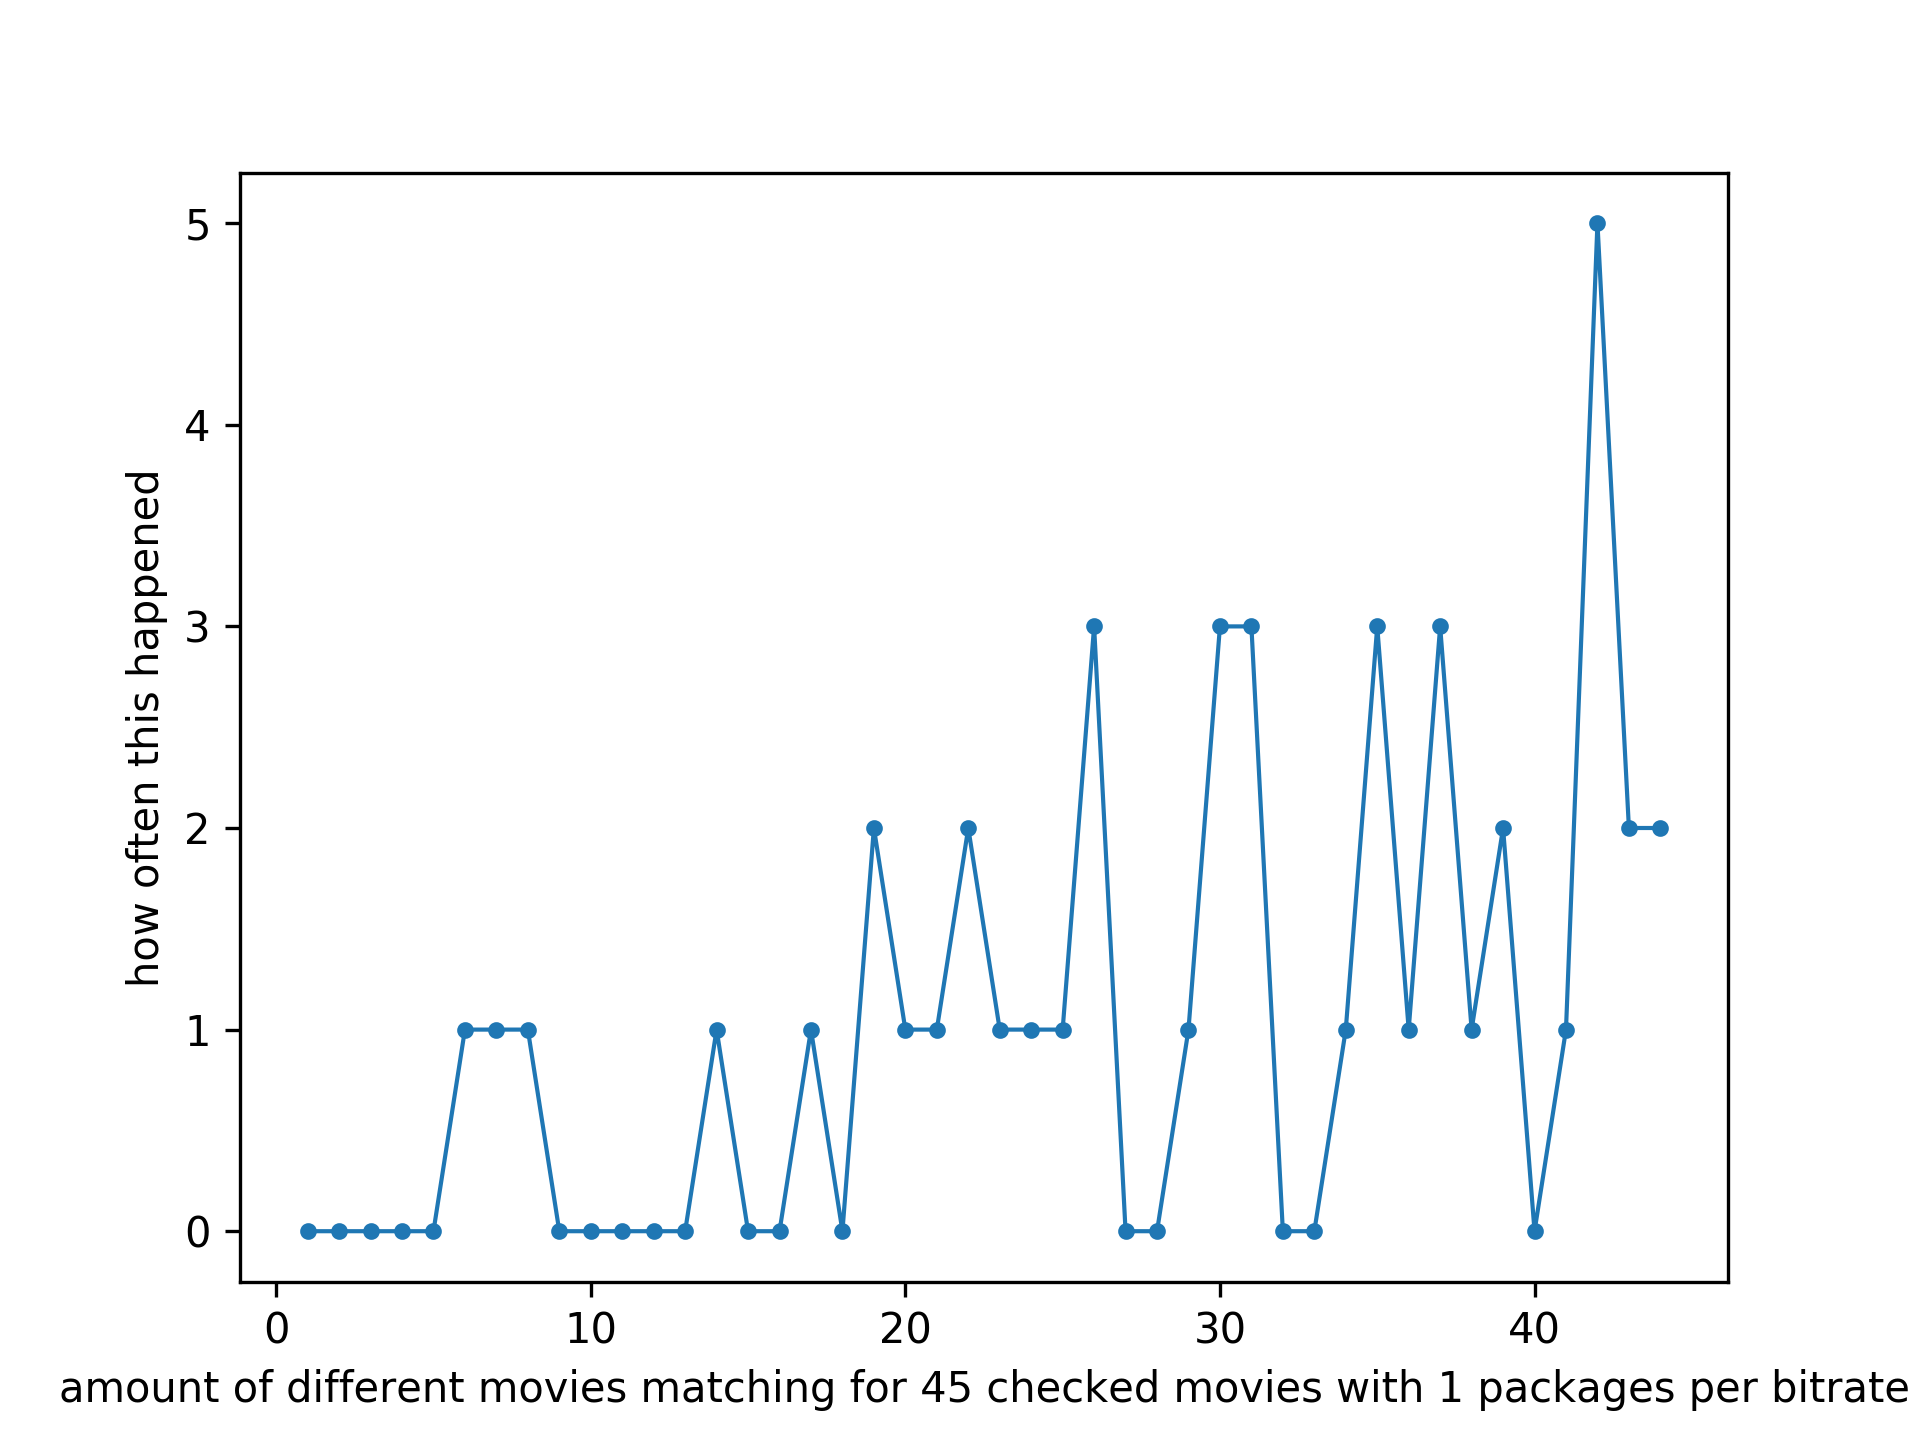 5
4
3
2
1
0
how often this happened
0 10 20 30 40
amount of different movies matching for 45 checked movies with 1 packages per bitrate